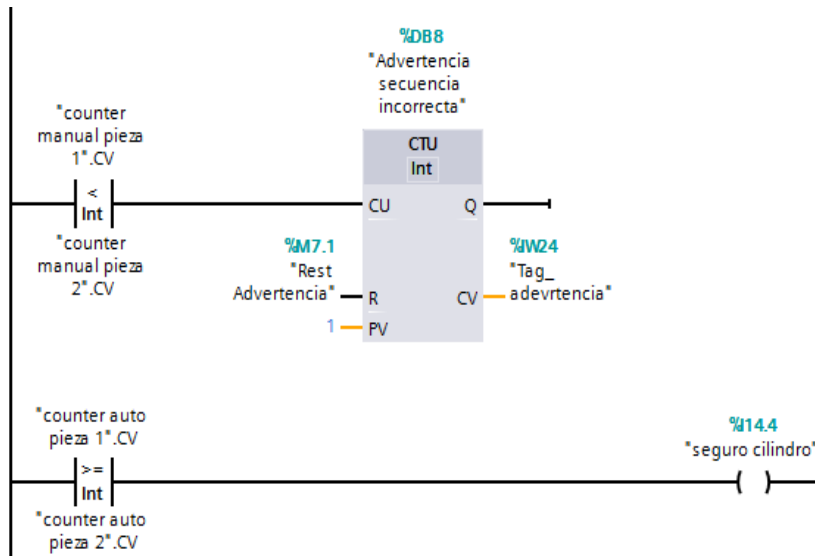 %DB8
"Advertencia
secuencia
incorrecta"
"counter
manual pieza
1".CV
CTU
Int
<
Int
CU
Q
"counter
manual pieza
2".CV
%M7.1
"Rest
Advertencia"
R
%IW24
"Tag_
adevrtencia"
CV
1
PV
"counter auto
pieza 1".CV
%I14.4
"seguro cilindro"
>=
Int
( )
"counter auto
pieza 2".CV